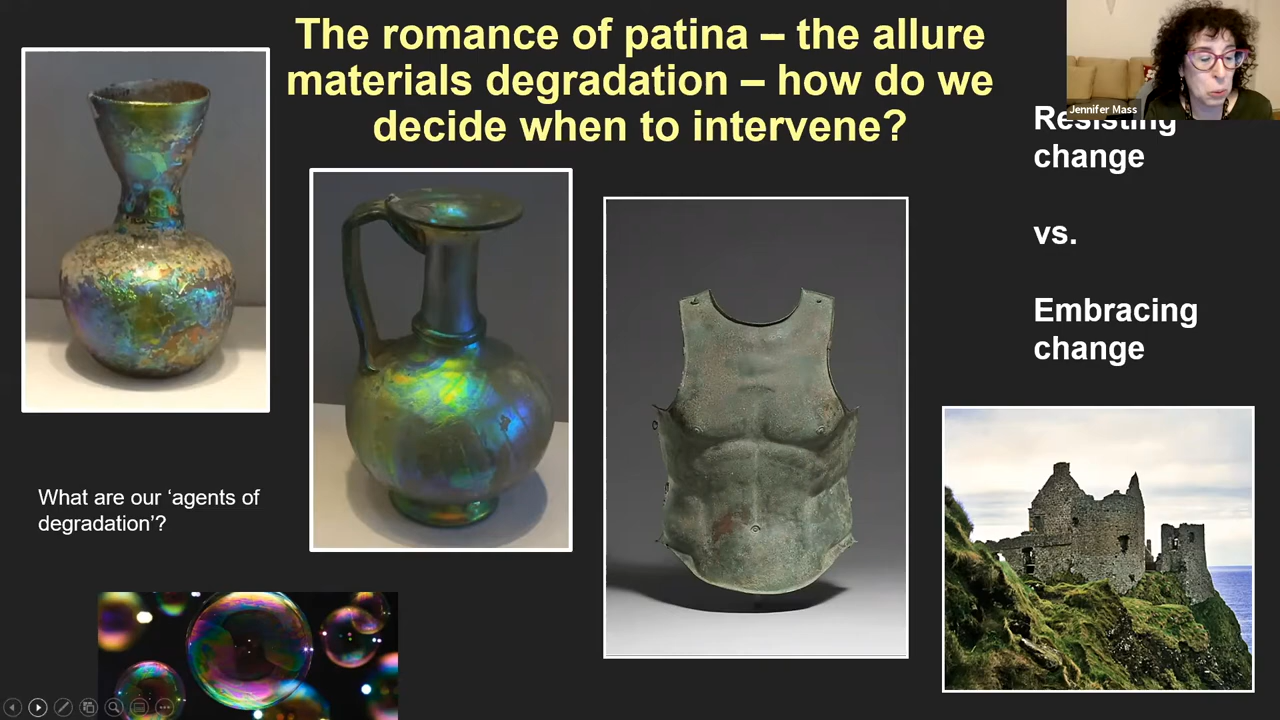 The romance of patina – the allure
materials degradation – how do we
decide when to intervene?
Jennifer Mass
Resisting
change
vs.
Embracing
change
What are our ‘agents of
degradation’?